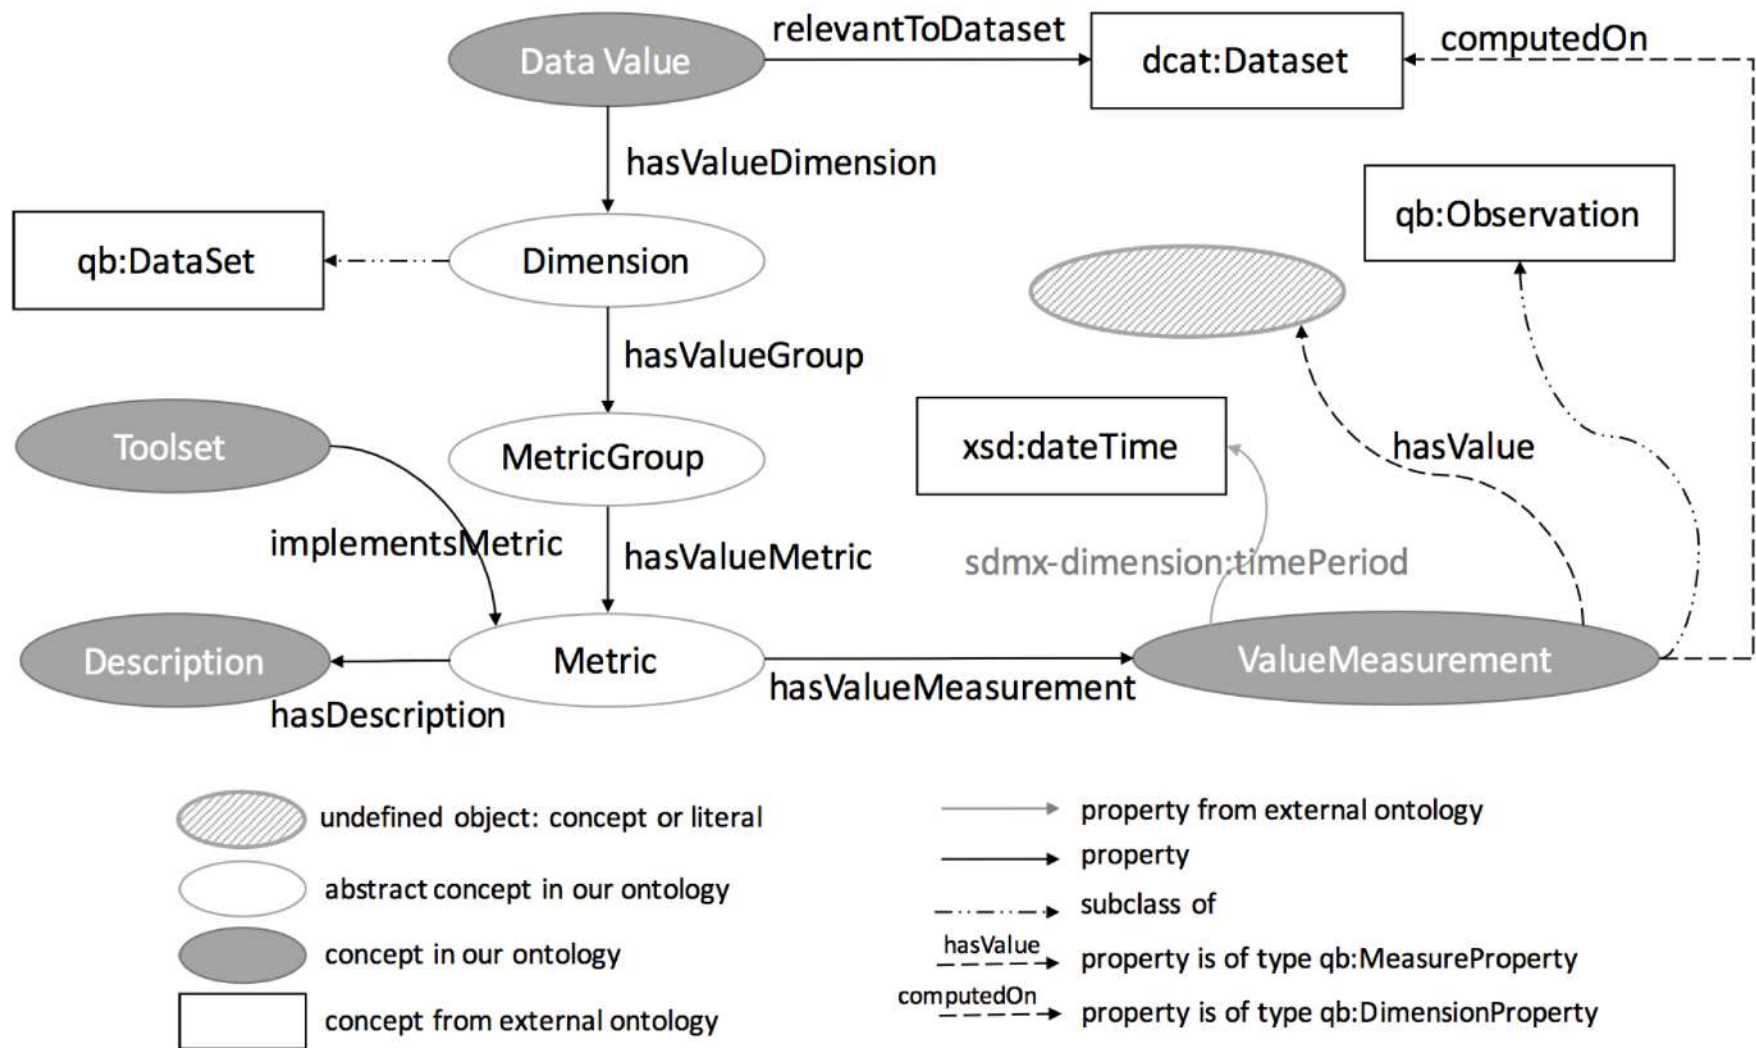 Data Value
relevantToDataset
dcat:Dataset
computedOn
hasValueDimension
qb:Observation
qb:DataSet
Dimension
hasValueGroup
Toolset
MetricGroup
xsd:dateTime
hasValue
implementsMetric
hasValueMetric
sdmx-dimension:timePeriod
Description
Metric
ValueMeasurement
hasValueMeasurement
hasDescription
undefined object: concept or literal
abstract concept in our ontology
concept in our ontology
concept from external ontology
property from external ontology
property
subclass of
hasValue
property is of type qb:MeasureProperty
computedOn
property is of type qb:DimensionProperty